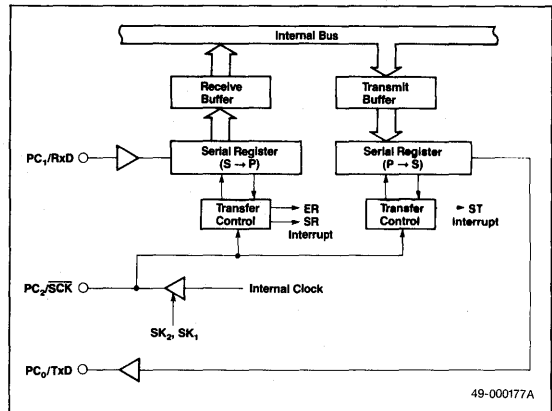 Internal Bus
Receive
Buffer
Transmit
Buffer
PC₁/RxD
Serial Register
(S → P)
Serial Register
(P → S)
Transfer
Control
ER
SR
Interrupt
Transfer
Control
ST
Interrupt
PC₂/S̅C̅K̅
Internal Clock
SK₂, SK₁
PC₀/TxD
49-000177A